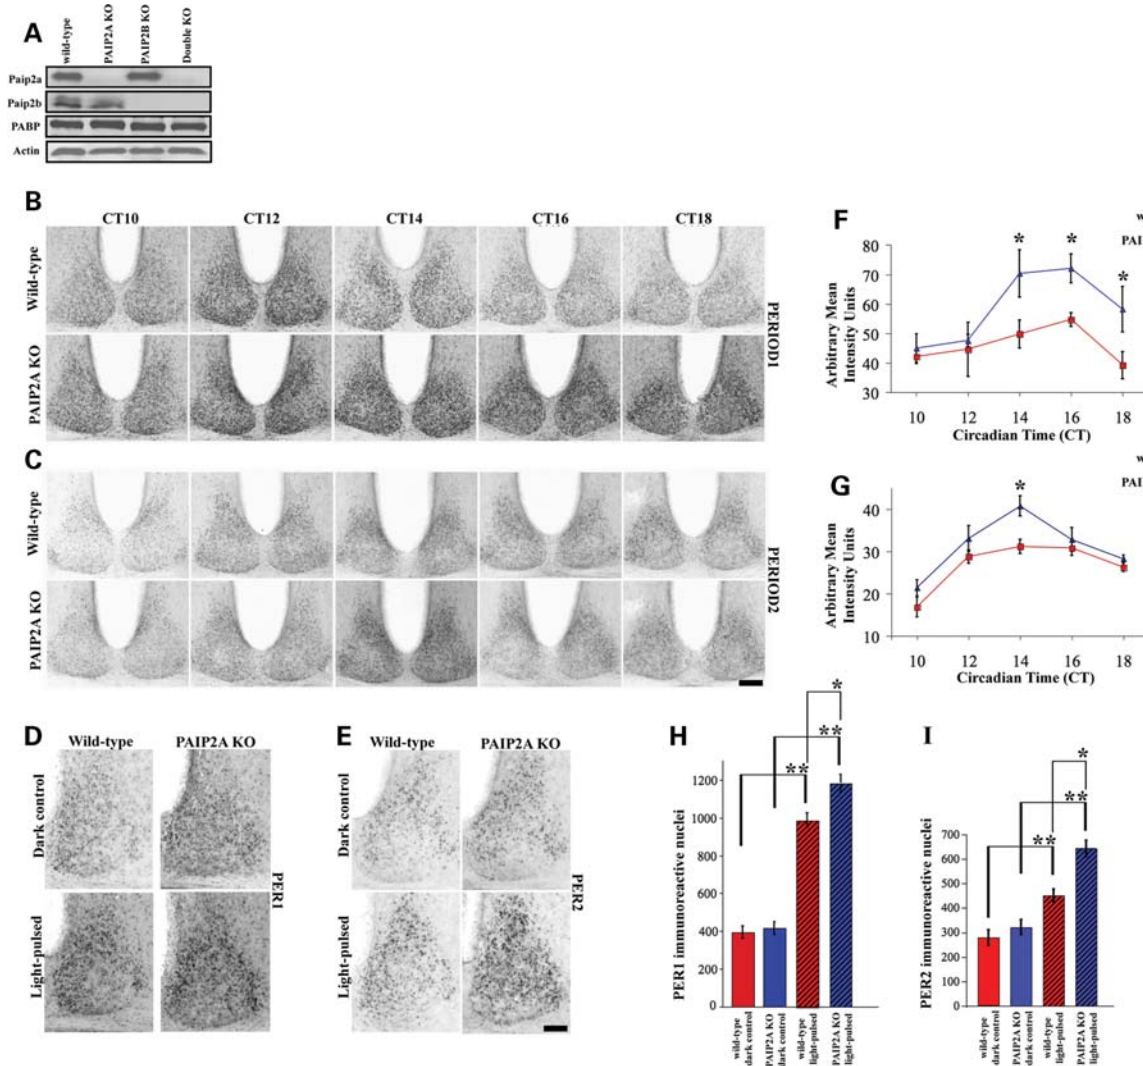 A
wild-type
PAIP2A KO
PAIP2B KO
Double KO
Paip2a
Paip2b
PABP
Actin
B
CT10 CT12 CT14 CT16 CT18
Wild-type
PAIP2A KO
PERIOD1
C
Wild-type
PAIP2A KO
PERIOD2
F
80
70
60
50
40
30
Arbitrary Mean
Intensity Units
* * *
10 12 14 16 18
Circadian Time (CT)
w
PAI
G
40
30
20
10
Arbitrary Mean
Intensity Units
*
10 12 14 16 18
Circadian Time (CT)
w
PAI
D
Wild-type PAIP2A KO
Dark control
Light-pulsed
PER1
E
Wild-type PAIP2A KO
Dark control
Light-pulsed
PER2
H
*
**
**
1200
1000
800
600
400
200
0
PER1 immunoreactive nuclei
wild-type
dark control
PAIP2A KO
dark control
wild-type
light-pulsed
PAIP2A KO
light-pulsed
I
*
**
**
700
600
500
400
300
200
100
0
PER2 immunoreactive nuclei
wild-type
dark control
PAIP2A KO
dark control
wild-type
light-pulsed
PAIP2A KO
light-pulsed